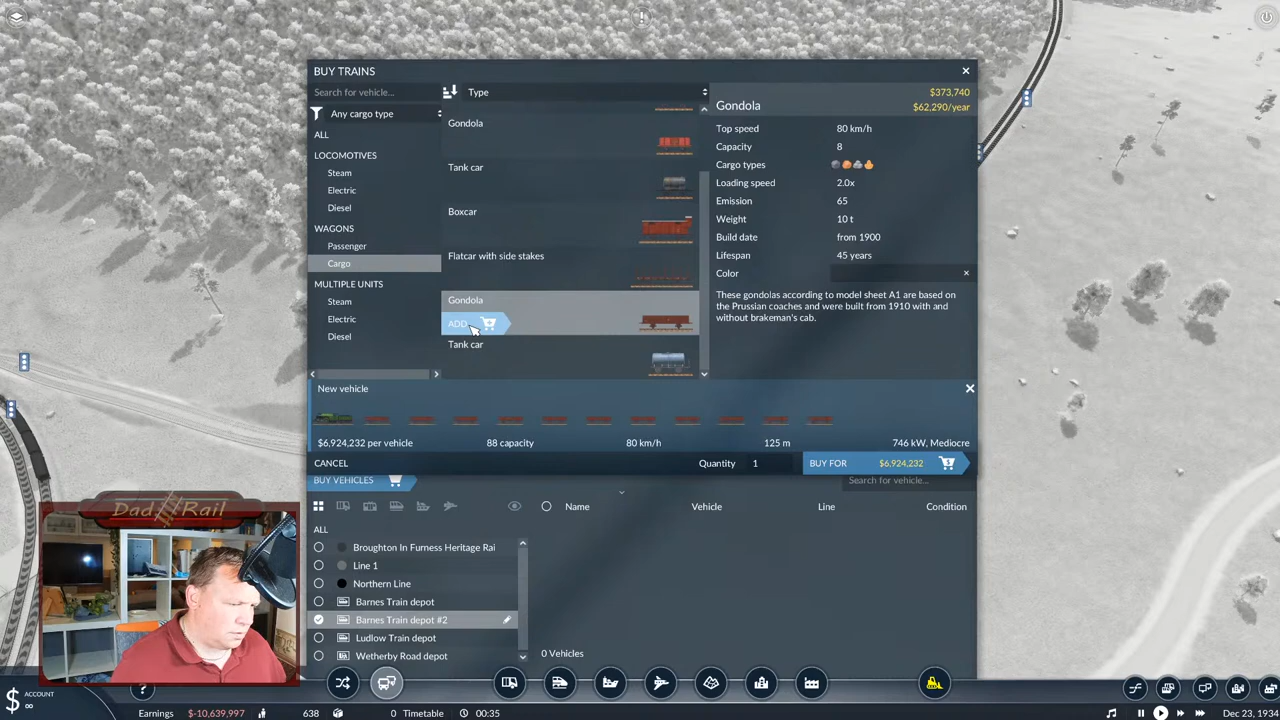 BUY TRAINS
Search for vehicle...
Type
Any cargo type
ALL
LOCOMOTIVES
Steam
Electric
Diesel
WAGONS
Passenger
Cargo
MULTIPLE UNITS
Steam
Electric
Diesel
Gondola
Tank car
Boxcar
Flatcar with side stakes
Gondola
ADD
Tank car
$373,740
Gondola
$62,290/year
Top speed 80 km/h
Capacity 8
Cargo types
Loading speed 2.0x
Emission 65
Weight 10 t
Build date from 1900
Lifespan 45 years
Color
These gondolas according to model sheet A1 are based on
the Prussian coaches and were built from 1910 with and
without brakeman's cab.
New vehicle
$6,924,232 per vehicle 88 capacity 80 km/h 125 m 746 kW, Mediocre
CANCEL Quantity 1 BUY FOR $6,924,232
BUY VEHICLES Search for vehicle...
Name Vehicle Line Condition
ALL
Broughton In Furness Heritage Rai
Line 1
Northern Line
Barnes Train depot
Barnes Train depot #2
Ludlow Train depot
Wetherby Road depot
0 Vehicles
Dad Rail
$ ACCOUNT
∞
?
Earnings $-10,639,997 638 0 Timetable 00:35 Dec 23, 1934